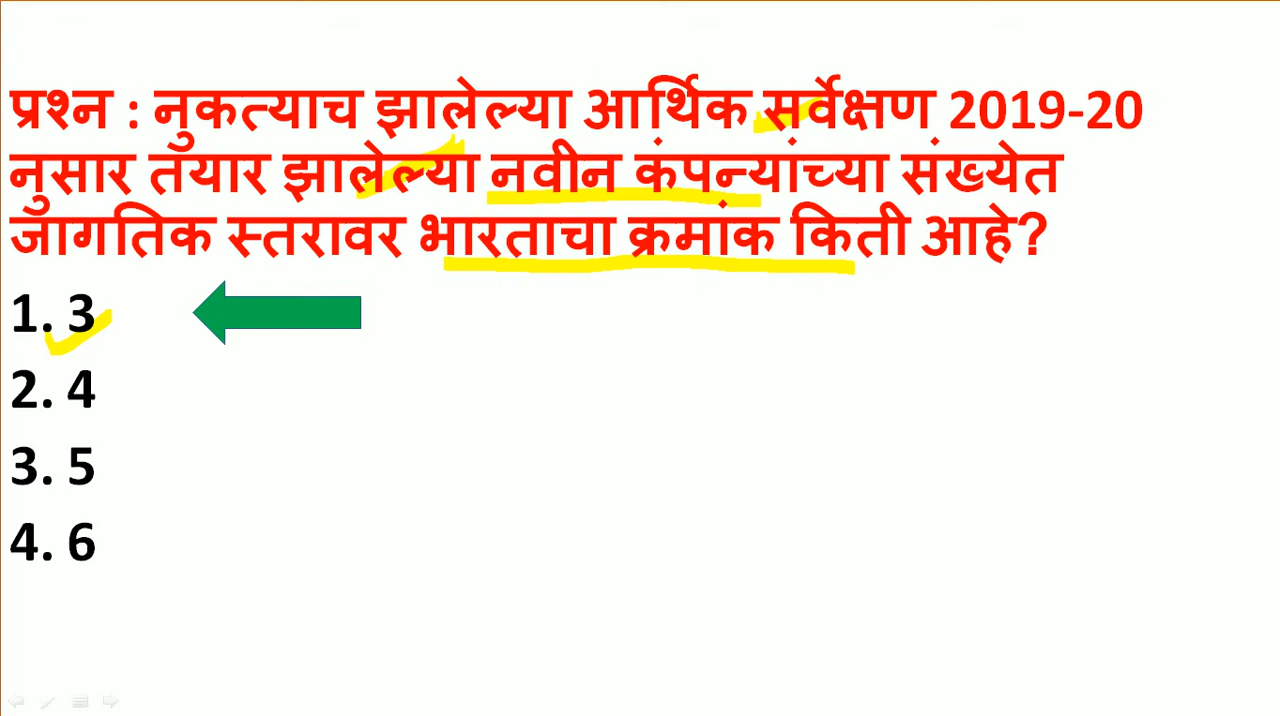 प्रश्न : नुकत्याच झालेल्या आर्थिक सर्वेक्षण 2019-20
नुसार तयार झालेल्या नवीन कंपन्यांच्या संख्येत
जागतिक स्तरावर भारताचा क्रमांक किती आहे?
1. 3
2. 4
3. 5
4. 6